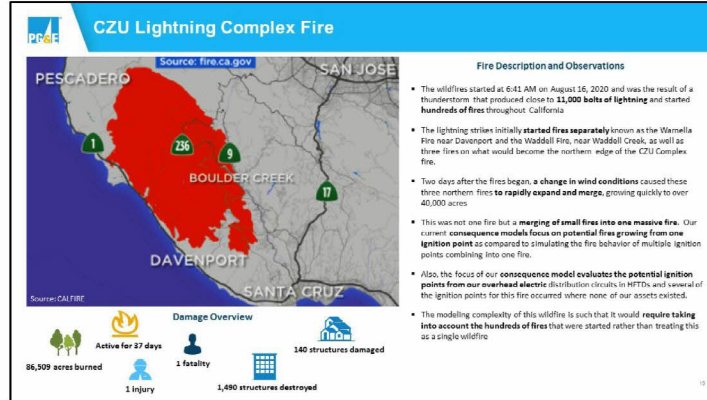 PG&E
CZU Lightning Complex Fire
Source: fire.ca.gov
PESCADERO
SAN JOSE
1
236
9
BOULDER CREEK
17
DAVENPORT
SANTA CRUZ
Source: CALFIRE
Damage Overview
86,509 acres burned
Active for 37 days
1 injury
1 fatality
1,490 structures destroyed
140 structures damaged
Fire Description and Observations
▪ The wildfires started at 6:41 AM on August 16, 2020 and was the result of a
thunderstorm that produced close to 11,000 bolts of lightning and started
hundreds of fires throughout California
▪ The lightning strikes initially started fires separately known as the Warnella
Fire near Davenport and the Waddell Fire, near Waddell Creek, as well as
three fires on what would become the northern edge of the CZU Complex
fire.
▪ Two days after the fires began, a change in wind conditions caused these
three northern fires to rapidly expand and merge, growing quickly to over
40,000 acres
▪ This was not one fire but a merging of small fires into one massive fire. Our
current consequence models focus on potential fires growing from one
ignition point as compared to simulating the fire behavior of multiple ignition
points combining into one fire.
▪ Also, the focus of our consequence model evaluates the potential ignition
points from our overhead electric distribution circuits in HFTDs and several of
the ignition points for this fire occurred where none of our assets existed.
▪ The modeling complexity of this wildfire is such that it would require taking
into account the hundreds of fires that were started rather than treating this
as a single wildfire